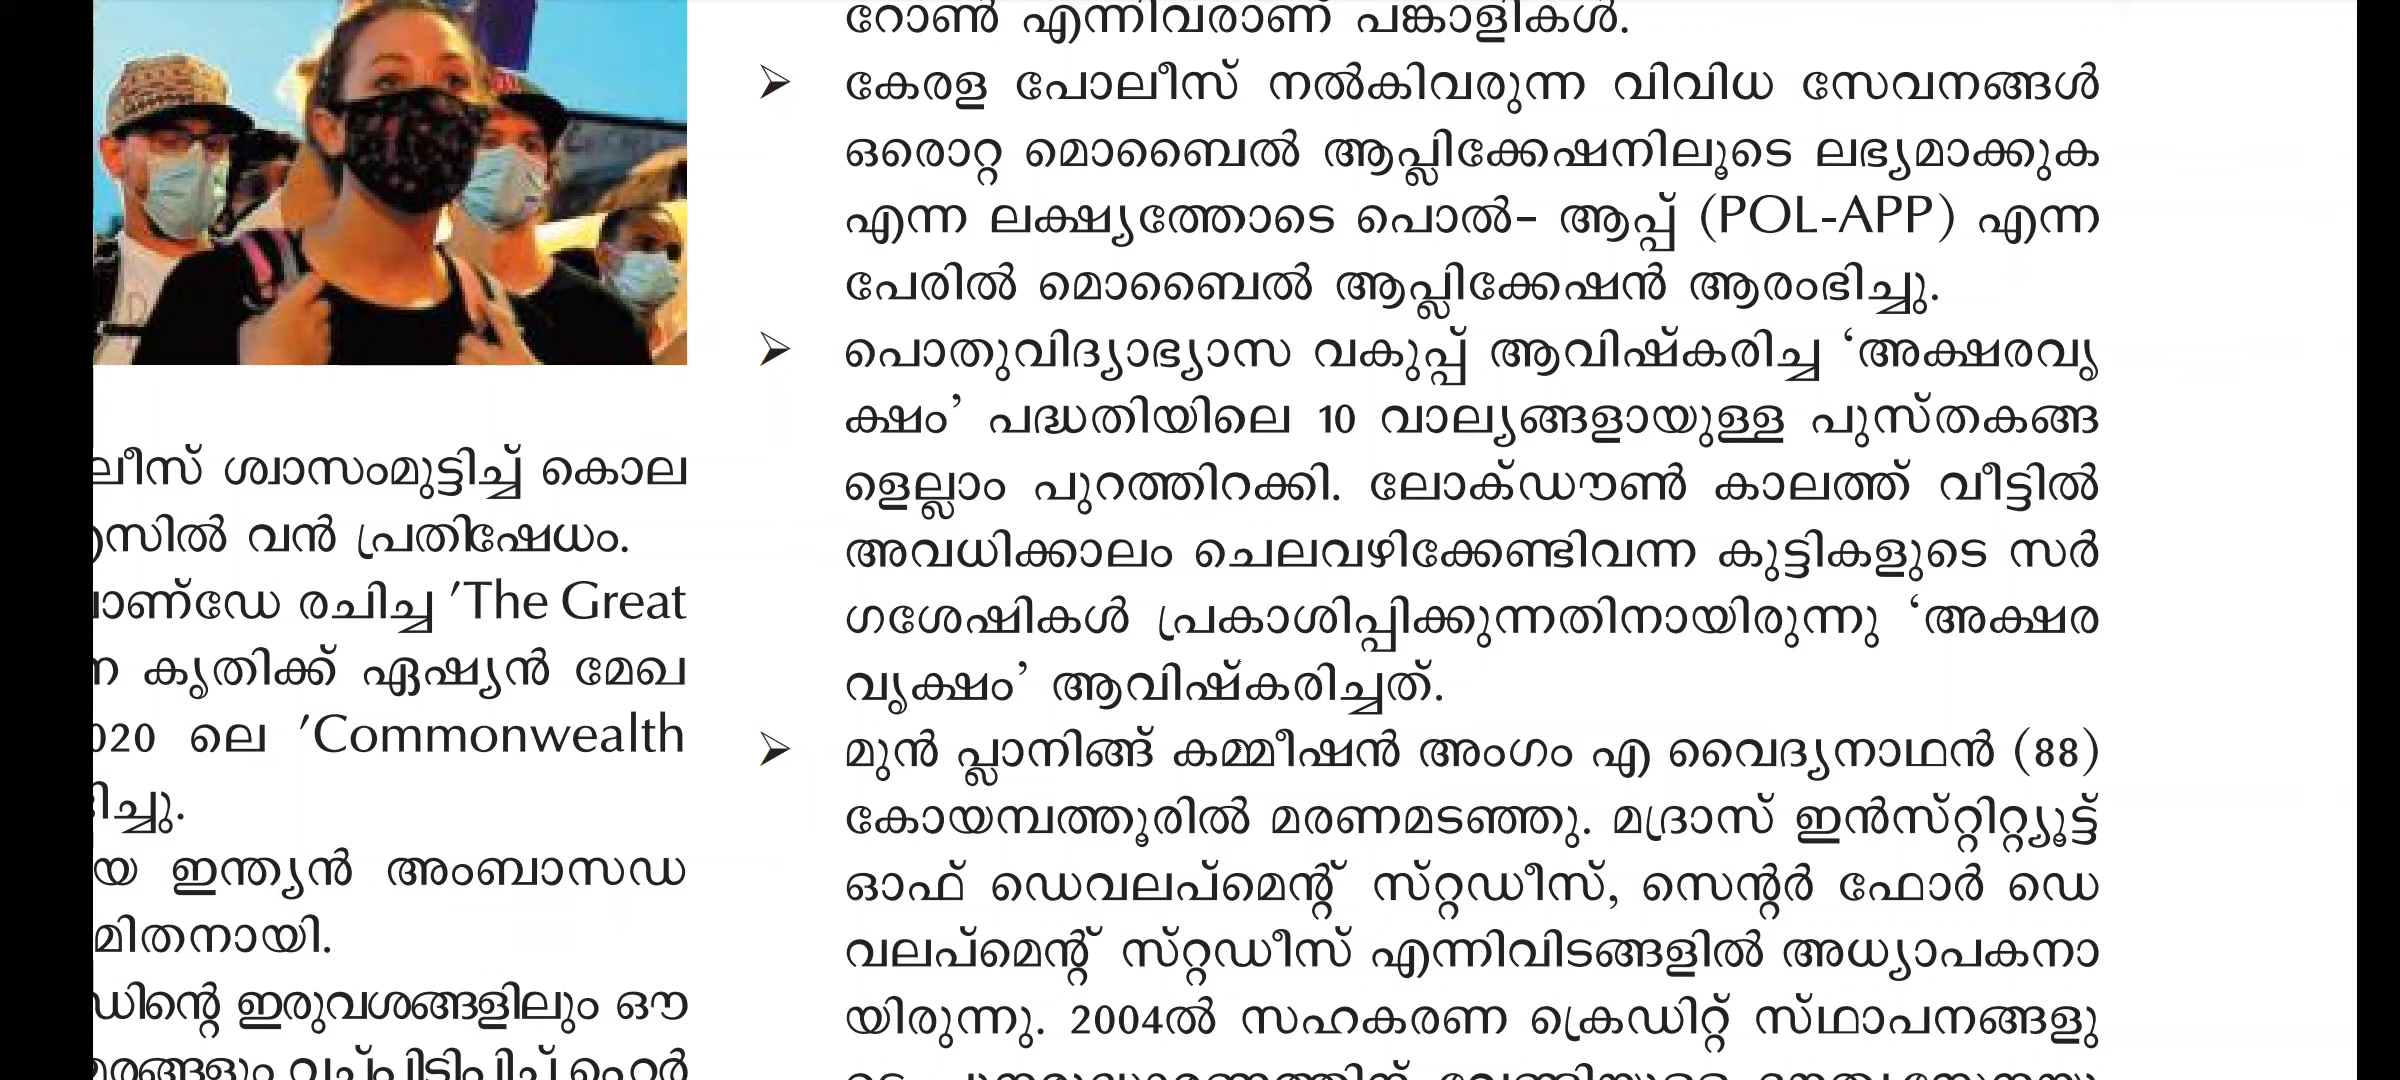 ലീസ് ശ്വാസംമുട്ടിച്ച് കൊല
സിൽ വൻ പ്രതിഷേധം.
രചിച്ച ’The Great
കൃതിക്ക് ഏഷ്യൻ മേഖ
020 ലെ ’Commonwealth
ിച്ചു.
യ ഇന്ത്യൻ അംബാസഡ
മിതനായി.
ഡിന്റെ ഇരുവശങ്ങളിലും ഔ
റോൺ എന്നിവരാണ് പങ്കാളികൾ.
➢ കേരള പോലീസ് നൽകിവരുന്ന വിവിധ സേവനങ്ങൾ
ഒരൊറ്റ മൊബൈൽ ആപ്ലിക്കേഷനിലൂടെ ലഭ്യമാക്കുക
എന്ന ലക്ഷ്യത്തോടെ പൊൽ- ആപ്പ് (POL-APP) എന്ന
പേരിൽ മൊബൈൽ ആപ്ലിക്കേഷൻ ആരംഭിച്ചു.
➢ പൊതുവിദ്യാഭ്യാസ വകുപ്പ് ആവിഷ്കരിച്ച ‘അക്ഷരവൃ
ക്ഷം’ പദ്ധതിയിലെ 10 വാല്യങ്ങളായുള്ള പുസ്തകങ്ങ
ളെല്ലാം പുറത്തിറക്കി. ലോക്ഡൗൺ കാലത്ത് വീട്ടിൽ
അവധിക്കാലം ചെലവഴിക്കേണ്ടിവന്ന കുട്ടികളുടെ സർ
ഗശേഷികൾ പ്രകാശിപ്പിക്കുന്നതിനായിരുന്നു ‘അക്ഷര
വൃക്ഷം’ ആവിഷ്കരിച്ചത്.
➢ മുൻ പ്ലാനിങ്ങ് കമ്മീഷൻ അംഗം എ വൈദ്യനാഥൻ (88)
കോയമ്പത്തൂരിൽ മരണമടഞ്ഞു. മദ്രാസ് ഇൻസ്റ്റിറ്റ്യൂട്ട്
ഓഫ് ഡെവലപ്മെന്റ് സ്റ്റഡീസ്, സെന്റർ ഫോർ ഡെ
വലപ്മെന്റ് സ്റ്റഡീസ് എന്നിവിടങ്ങളിൽ അധ്യാപകനാ
യിരുന്നു. 2004ൽ സഹകരണ ക്രെഡിറ്റ് സ്ഥാപനങ്ങളു